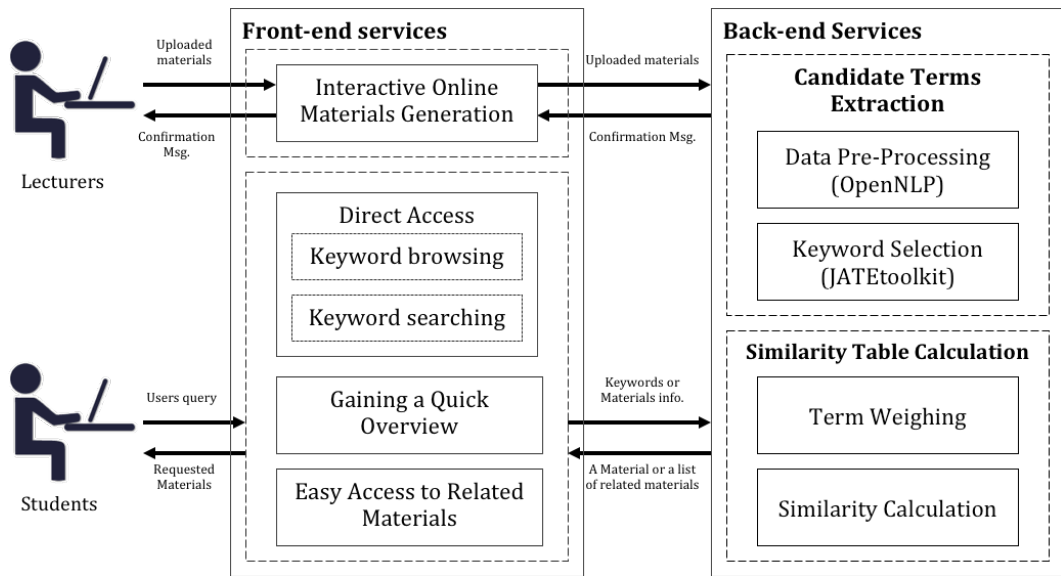 Front-end services
Back-end Services
Uploaded
materials
Confirmation
Msg.
Lecturers
Interactive Online
Materials Generation
Uploaded materials
Confirmation Msg.
Candidate Terms
Extraction
Data Pre-Processing
(OpenNLP)
Keyword Selection
(JATEtoolkit)
Direct Access
Keyword browsing
Keyword searching
Users query
Requested
Materials
Students
Gaining a Quick
Overview
Easy Access to Related
Materials
Keywords or
Materials info.
A Material or a list
of related materials
Similarity Table Calculation
Term Weighing
Similarity Calculation